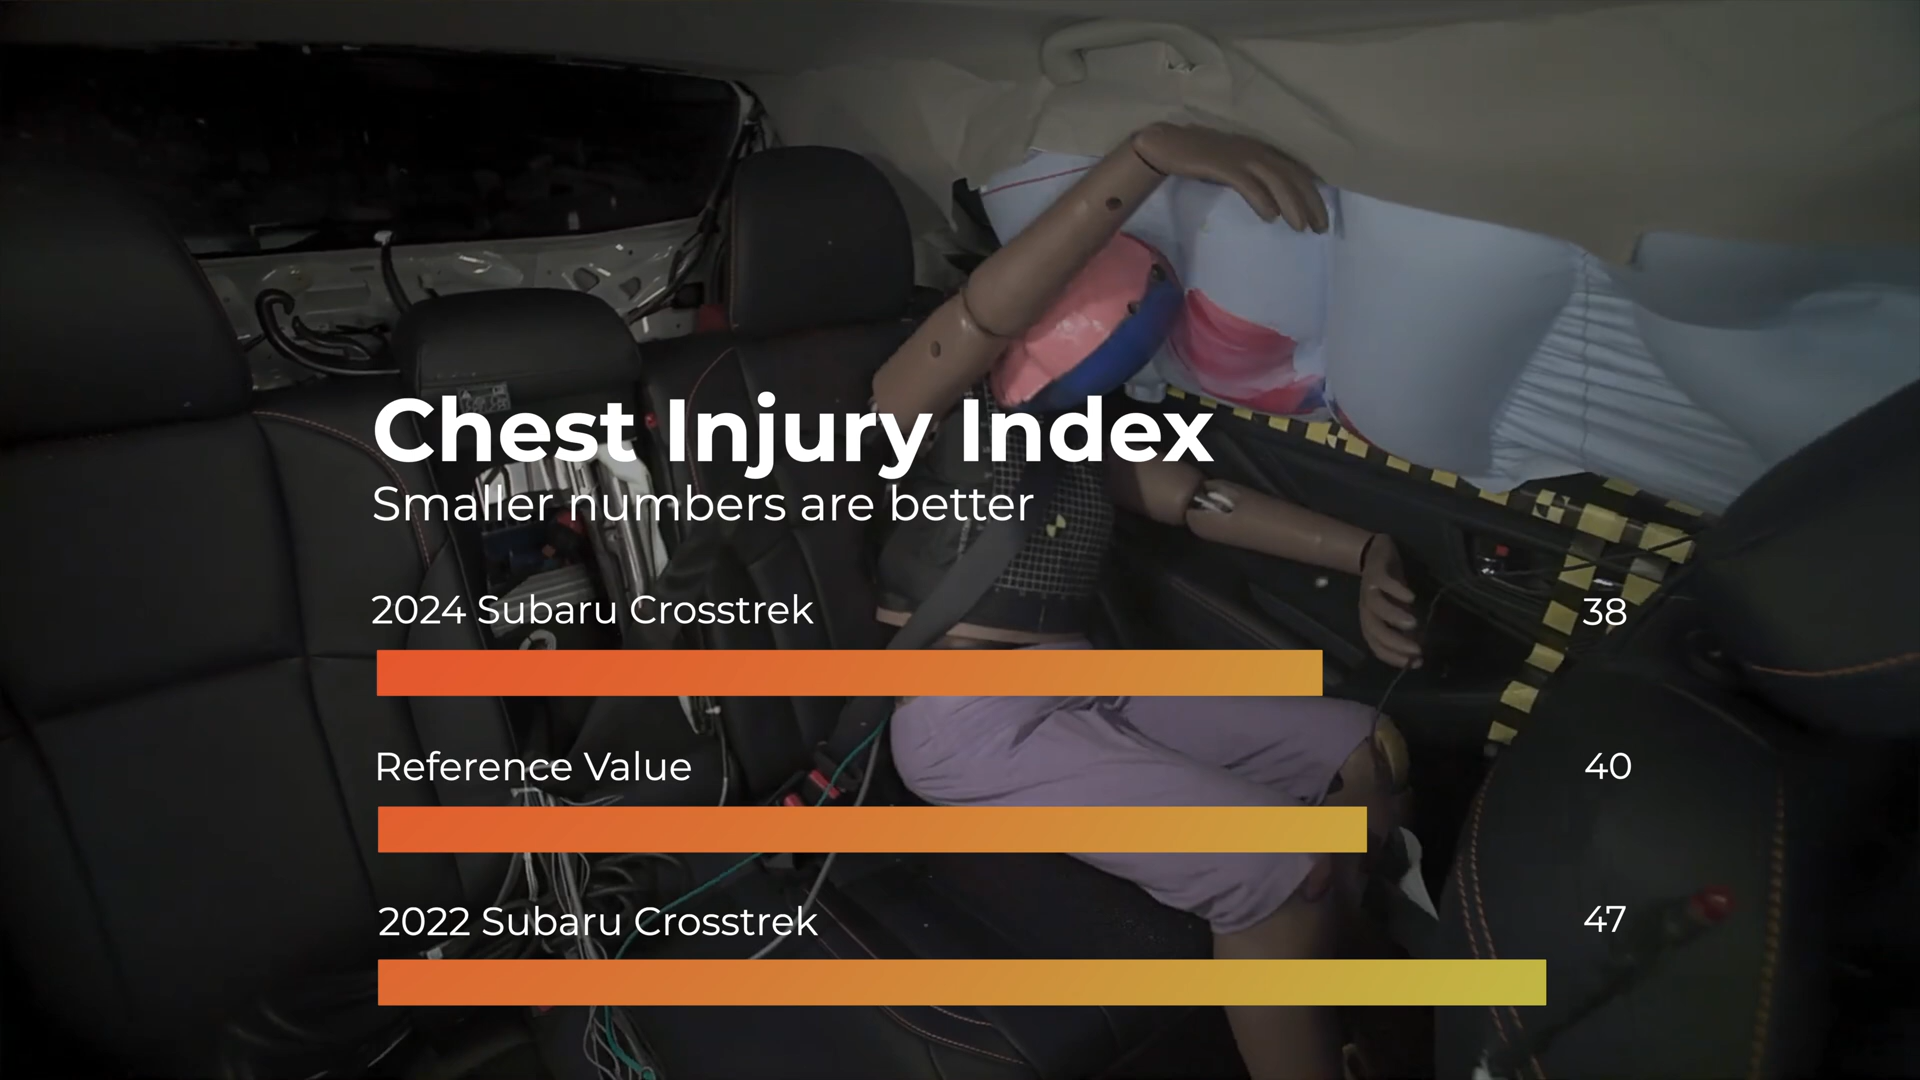 Chest Injury Index
Smaller numbers are better
2024 Subaru Crosstrek 38
Reference Value 40
2022 Subaru Crosstrek 47